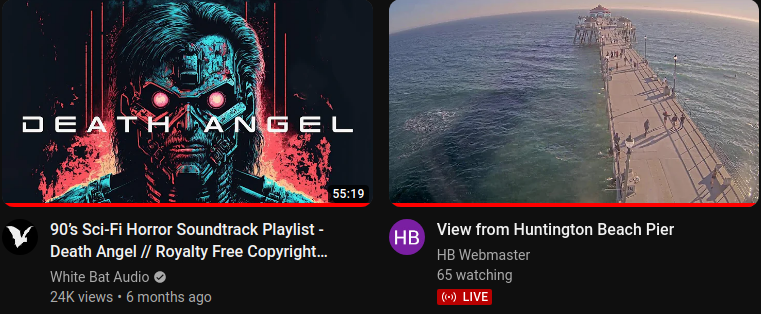 DEATH ANGEL
55:19
90’s Sci-Fi Horror Soundtrack Playlist -
Death Angel // Royalty Free Copyright...
White Bat Audio
24K views • 6 months ago
HB
View from Huntington Beach Pier
HB Webmaster
65 watching
LIVE